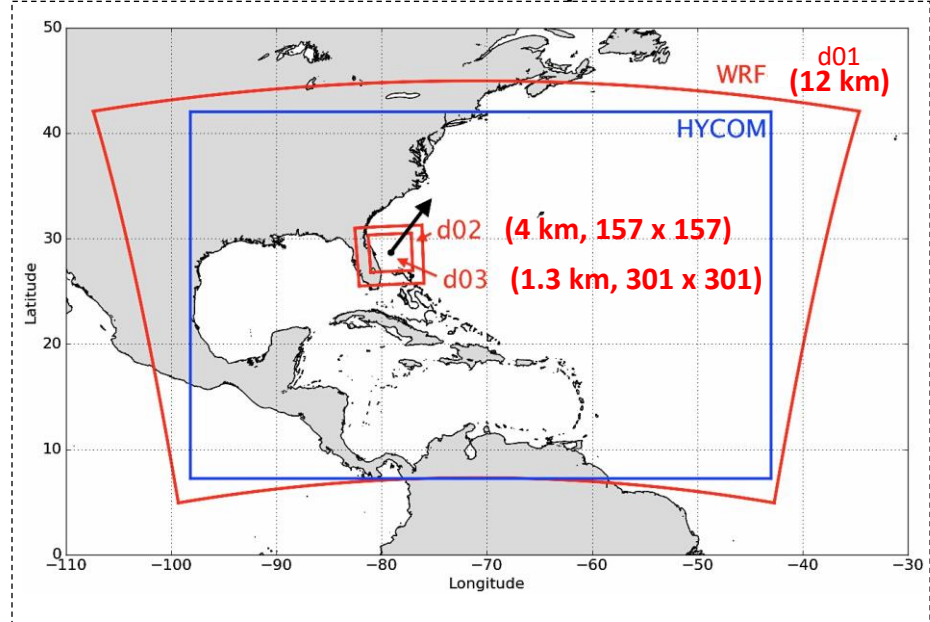 50
WRF d01
(12 km)
40
HYCOM
30
d02 (4 km, 157 x 157)
d03 (1.3 km, 301 x 301)
Latitude
20
10
0
−110 −100 −90 −80 −70 −60 −50 −40 −30
Longitude